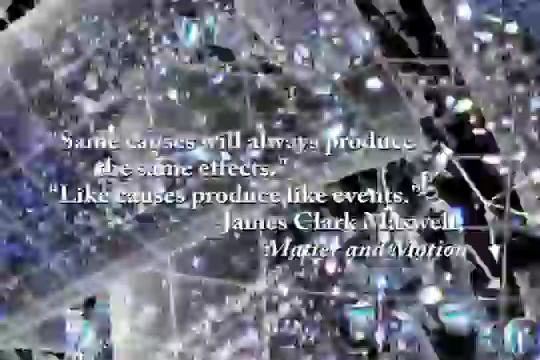 "Same causes will always produce
the same effects."
"Like causes produce like events."
-James Clark Maxwell,
Matter and Motion